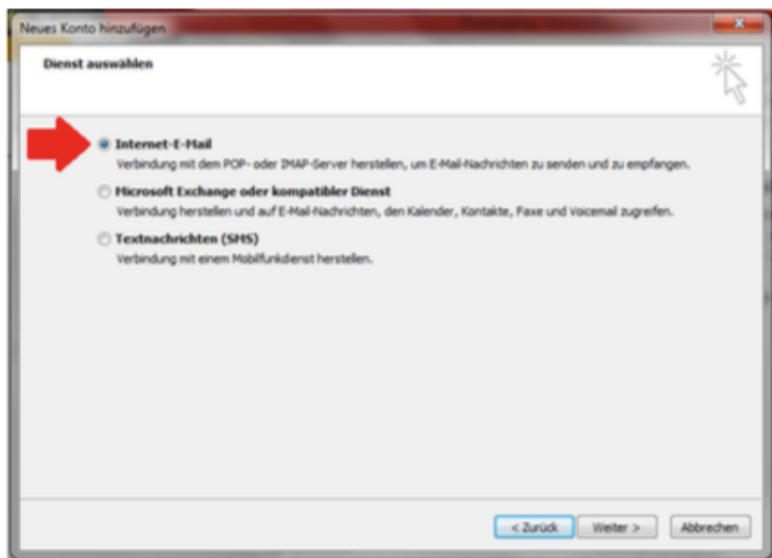 Neues Konto hinzufügen
Dienst auswählen
Internet-E-Mail
Verbindung mit dem POP- oder IMAP-Server herstellen, um E-Mail-Nachrichten zu senden und zu empfangen.
Microsoft Exchange oder kompatibler Dienst
Verbindung herstellen und auf E-Mail-Nachrichten, den Kalender, Kontakte, Faxe und Voicemail zugreifen.
Textnachrichten (SMS)
Verbindung mit einem Mobilfunkdienst herstellen.
< Zurück Weiter > Abbrechen